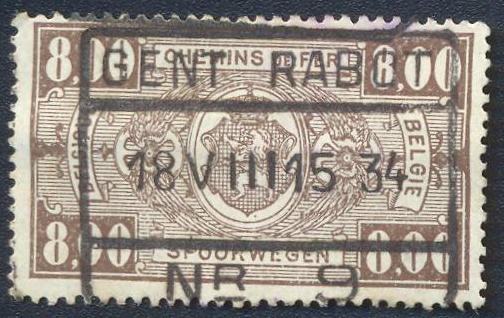 8,00 CHEMINS DE FER 8,00
GENT RABOT
BELGIQUE BELGIE
18 VIII 15 34
8,00 SPOORWEGEN 8,00
NR 9